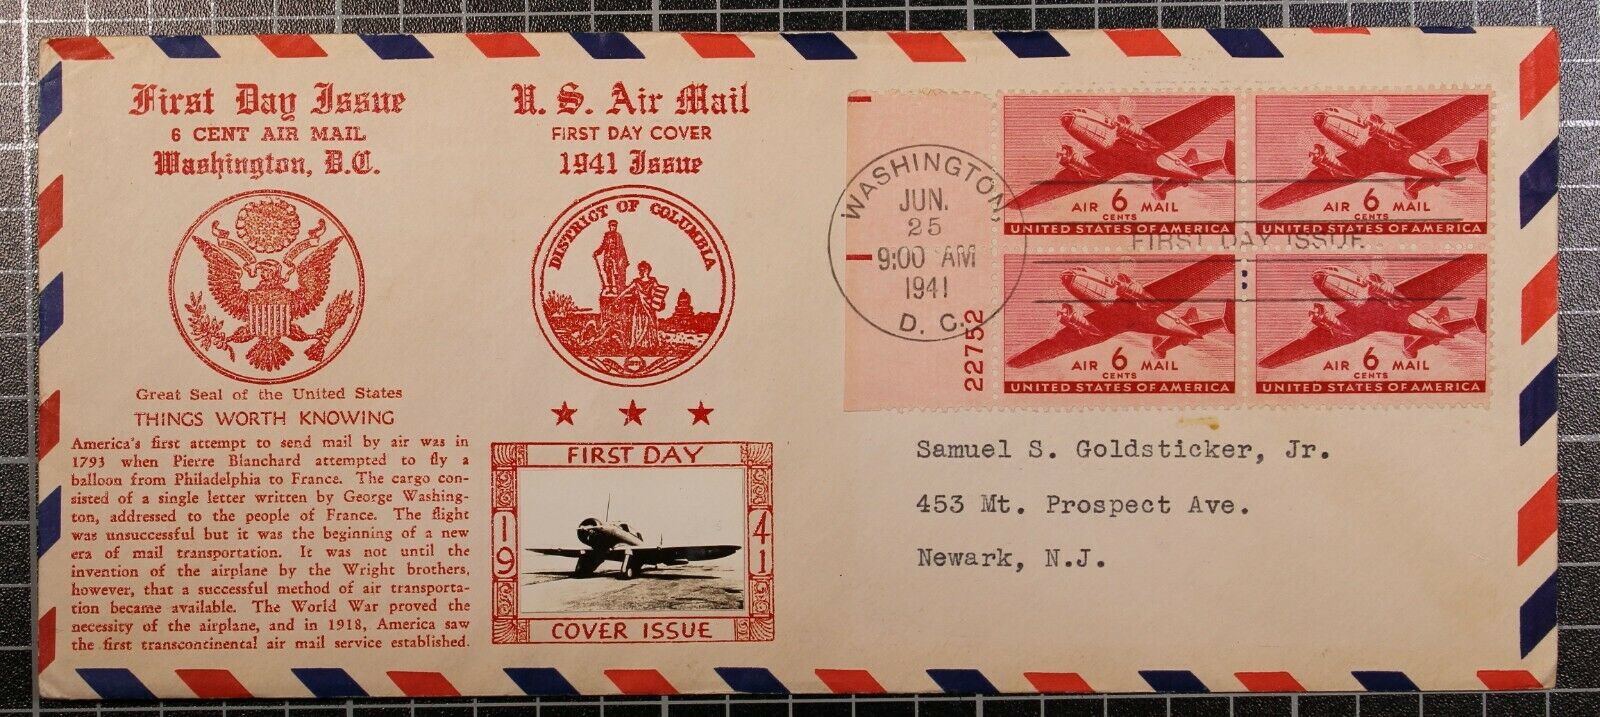 First Day Issue
6 CENT AIR MAIL
Washington, D.C.
Great Seal of the United States
THINGS WORTH KNOWING
America's first attempt to send mail by air was in
1793 when Pierre Blanchard attempted to fly a
balloon from Philadelphia to France. The cargo con-
sisted of a single letter written by George Washing-
ton, addressed to the people of France. The flight
was unsuccessful but it was the beginning of a new
era of mail transportation. It was not until the
invention of the airplane by the Wright brothers,
however, that a successful method of air transporta-
tion became available. The World War proved the
necessity of the airplane, and in 1918, America saw
the first transcontinental air mail service established.
U. S. Air Mail
FIRST DAY COVER
1941 Issue
DISTRICT OF COLUMBIA
FIRST DAY
19 41
COVER ISSUE
WASHINGTON,
JUN.
25
9:00 AM
1941
D. C.
FIRST DAY ISSUE
22752
AIR 6 MAIL
CENTS
UNITED STATES OF AMERICA
AIR 6 MAIL
CENTS
UNITED STATES OF AMERICA
AIR 6 MAIL
CENTS
UNITED STATES OF AMERICA
AIR 6 MAIL
CENTS
UNITED STATES OF AMERICA
Samuel S. Goldsticker, Jr.
453 Mt. Prospect Ave.
Newark, N.J.